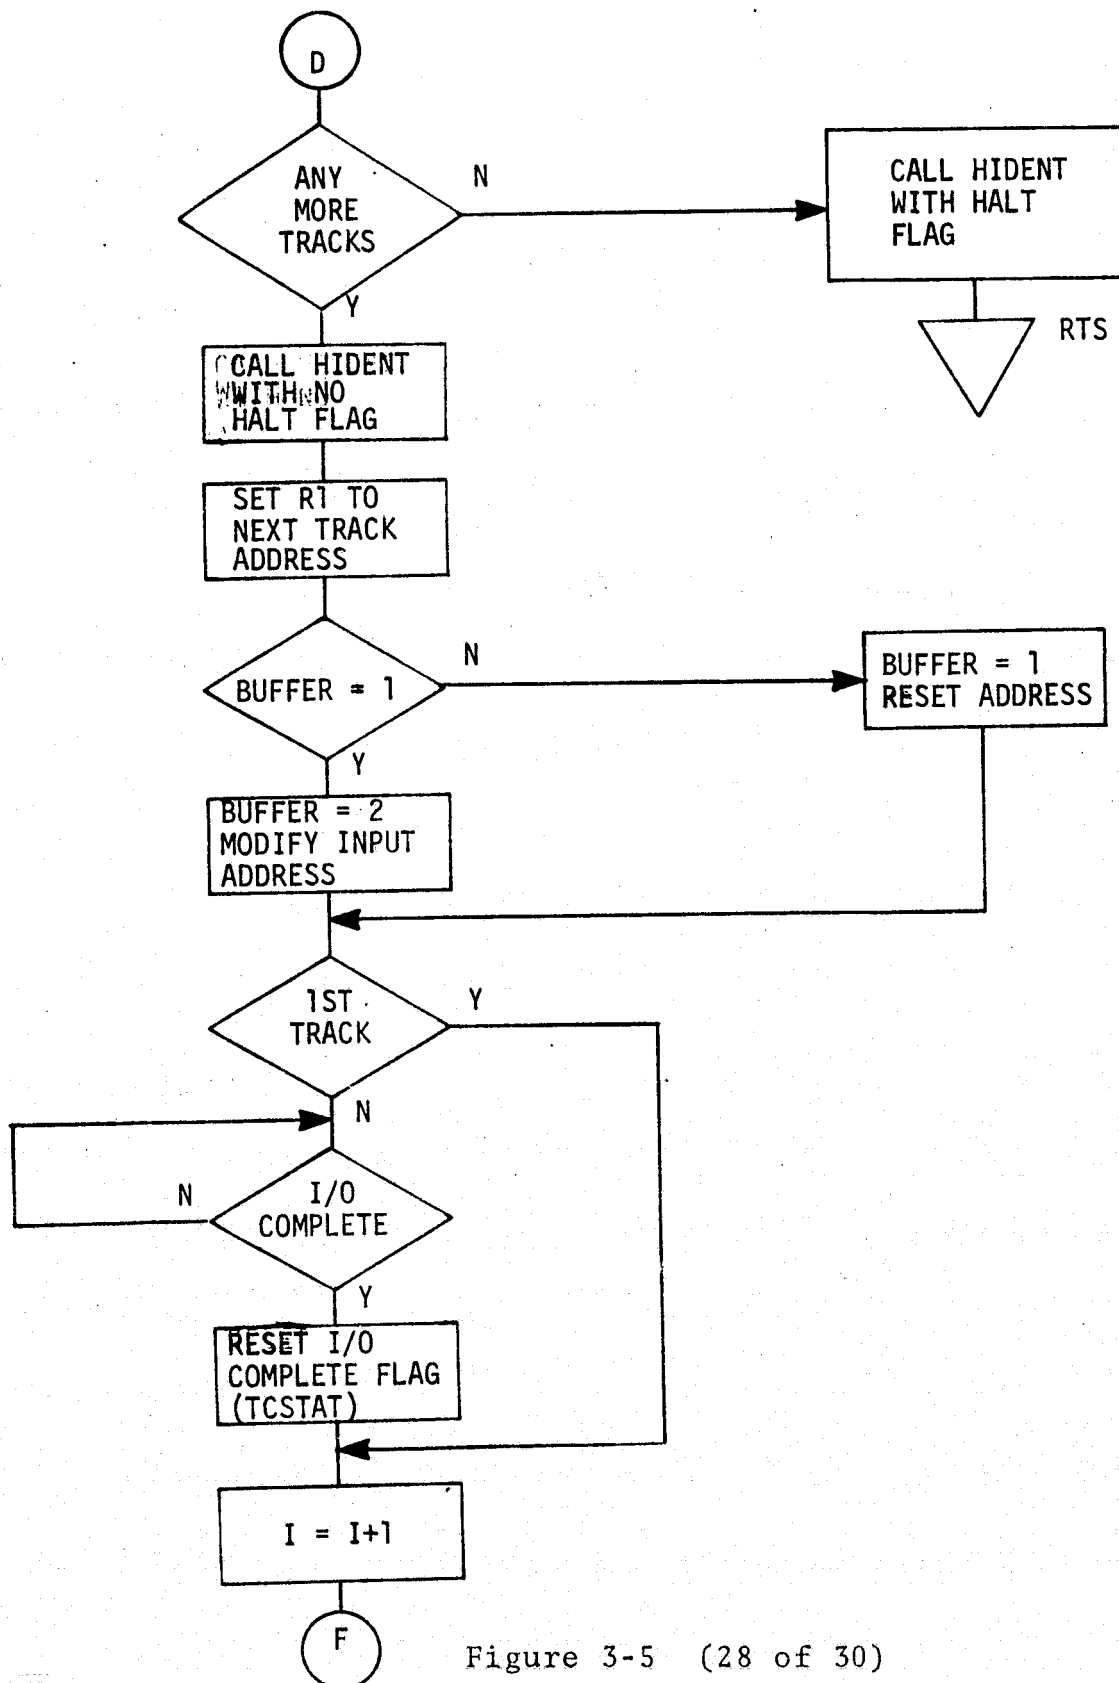 D
ANY
MORE
TRACKS
N
CALL HIDENT
WITH HALT
FLAG
RTS
Y
CALL HIDENT
WITH NO
HALT FLAG
SET R1 TO
NEXT TRACK
ADDRESS
BUFFER = 1
N
BUFFER = 1
RESET ADDRESS
Y
BUFFER = 2
MODIFY INPUT
ADDRESS
1ST
TRACK
Y
N
I/O
COMPLETE
N
Y
RESET I/O
COMPLETE FLAG
(TCSTAT)
I = I+1
F
Figure 3-5 (28 of 30)